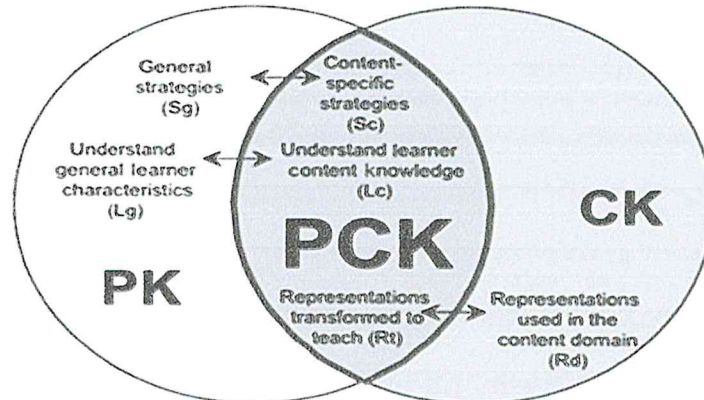 General
strategies
(Sg)
Content-
specific
strategies
(Sc)
Understand
general learner
characteristics
(Lg)
Understand learner
content knowledge
(Lc)
PK
PCK
CK
Representations
transformed to
teach (Rt)
Representations
used in the
content domain
(Rd)